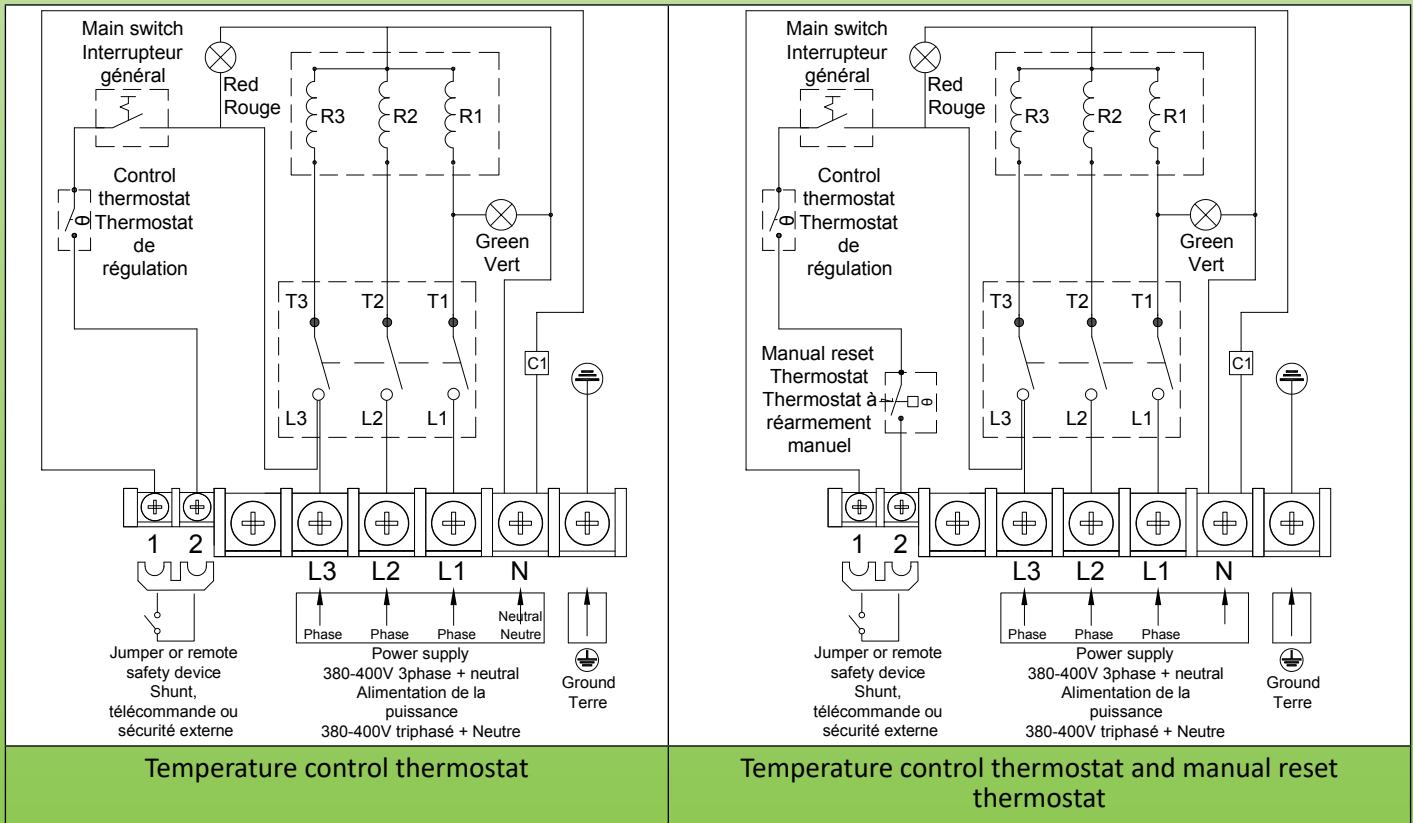 Main switch
Interrupteur
général
Red
Rouge
R3
R2
R1
Control
thermostat
Thermostat
de
régulation
θ
Green
Vert
T3
T2
T1
C1
L3
L2
L1
1
2
L3
L2
L1
N
Phase
Phase
Phase
Neutral
Neutre
Jumper or remote
safety device
Shunt,
télécommande ou
sécurité externe
Power supply
380-400V 3phase + neutral
Alimentation de la
puissance
380-400V triphasé + Neutre
Ground
Terre
Temperature control thermostat
Main switch
Interrupteur
général
Red
Rouge
R3
R2
R1
Control
thermostat
Thermostat
de
régulation
θ
Green
Vert
T3
T2
T1
C1
Manual reset
Thermostat
Thermostat à
réarmement
manuel
θ
L3
L2
L1
1
2
L3
L2
L1
N
Phase
Phase
Phase
Jumper or remote
safety device
Shunt,
télécommande ou
sécurité externe
Power supply
380-400V 3phase + neutral
Alimentation de la
puissance
380-400V triphasé + Neutre
Ground
Terre
Temperature control thermostat and manual reset
thermostat